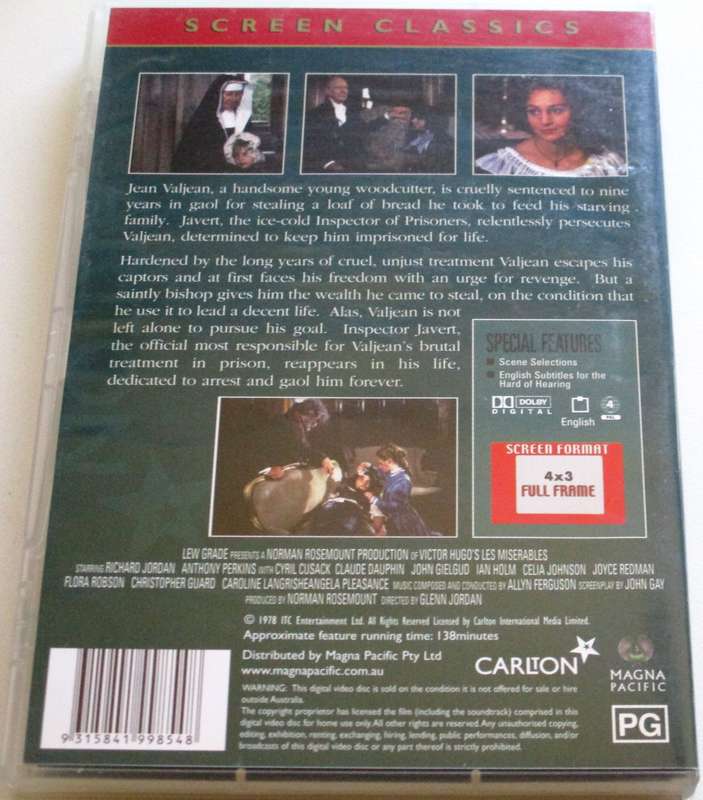 SCREEN CLASSICS
Jean Valjean, a handsome young woodcutter, is cruelly sentenced to nine
years in gaol for stealing a loaf of bread he took to feed his starving
family. Javert, the ice-cold Inspector of Prisoners, relentlessly persecutes
Valjean, determined to keep him imprisoned for life.
Hardened by the long years of cruel, unjust treatment Valjean escapes his
captors and at first faces his freedom with an urge for revenge. But a
saintly bishop gives him the wealth he came to steal, on the condition that
he use it to lead a decent life. Alas, Valjean is not
left alone to pursue his goal. Inspector Javert,
the official most responsible for Valjean's brutal
treatment in prison, reappears in his life,
dedicated to arrest and gaol him forever.
SPECIAL FEATURES
Scene Selections
English Subtitles for the
Hard of Hearing
DOLBY
DIGITAL
English
4
PAL
SCREEN FORMAT
4x3
FULL FRAME
LEW GRADE PRESENTS A NORMAN ROSEMOUNT PRODUCTION OF VICTOR HUGO'S LES MISERABLES
STARRING RICHARD JORDAN ANTHONY PERKINS WITH CYRIL CUSACK CLAUDE DAUPHIN JOHN GIELGUD IAN HOLM CELIA JOHNSON JOYCE REDMAN
FLORA ROBSON CHRISTOPHER GUARD CAROLINE LANGRISHEANGELA PLEASANCE MUSIC COMPOSED AND CONDUCTED BY ALLYN FERGUSON SCREENPLAY BY JOHN GAY
PRODUCED BY NORMAN ROSEMOUNT DIRECTED BY GLENN JORDAN
© 1978 ITC Entertainment Ltd. All Rights Reserved Licensed by Carlton International Media Limited.
Approximate feature running time: 138minutes
Distributed by Magna Pacific Pty Ltd
www.magnapacific.com.au
CARLTON
MAGNA
PACIFIC
WARNING: This digital video disc is sold on the condition it is not offered for sale or hire
outside Australia.
The copyright proprietor has licensed the film (including the soundtrack) comprised in this
digital video disc for home use only. All other rights are reserved. Any unauthorised copying,
editing, exhibition, renting, exchanging, hiring, lending, public performances, diffusion, and/or
broadcasts of this digital video disc or any part thereof is strictly prohibited.
PG
9 315841 998548